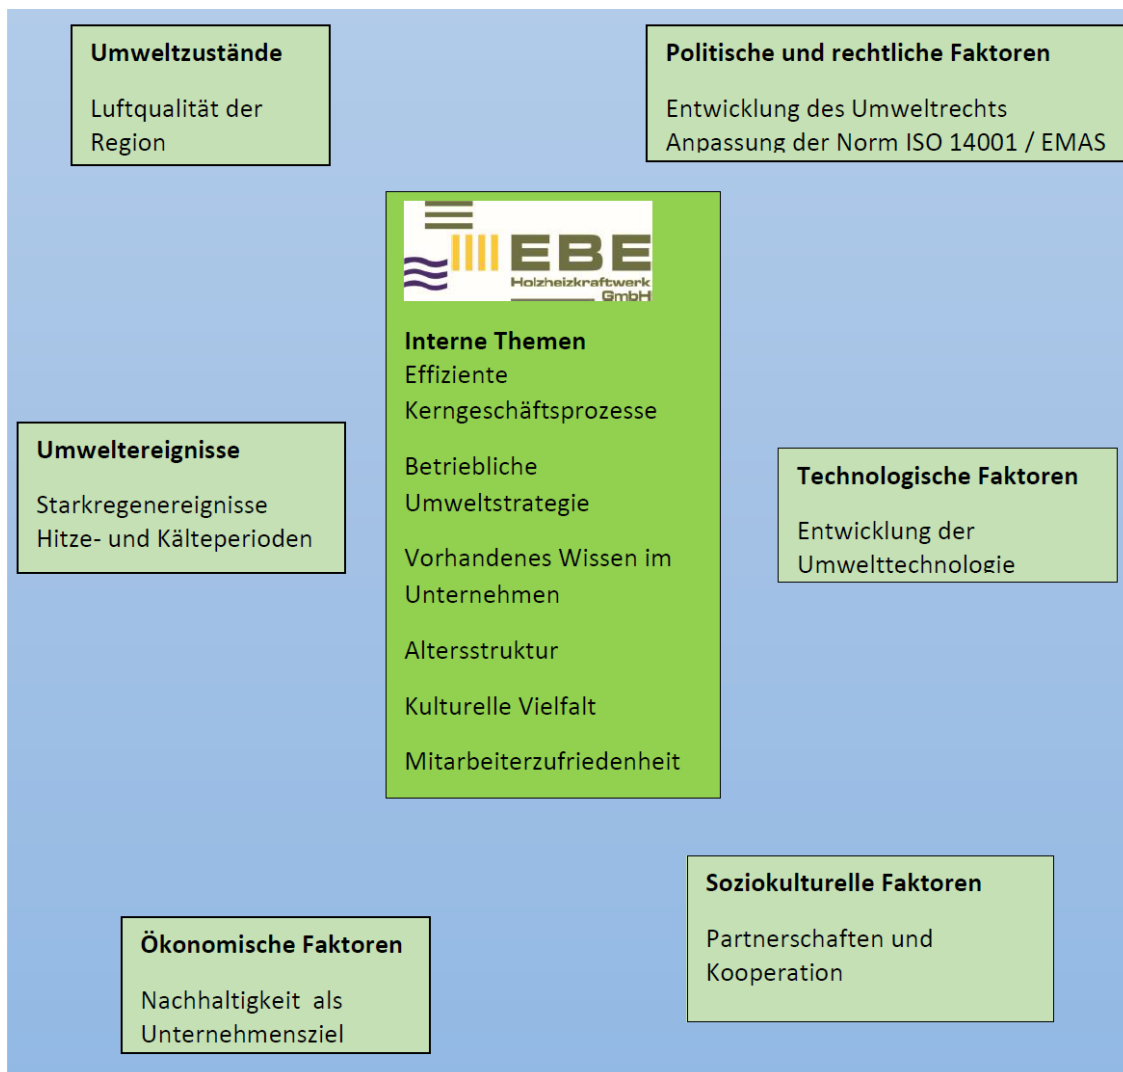 Umweltzustände
Luftqualität der
Region
Politische und rechtliche Faktoren
Entwicklung des Umweltrechts
Anpassung der Norm ISO 14001 / EMAS
EBE
Holzheizkraftwerk
GmbH
Interne Themen
Effiziente
Kerngeschäftsprozesse
Betriebliche
Umweltstrategie
Vorhandenes Wissen im
Unternehmen
Altersstruktur
Kulturelle Vielfalt
Mitarbeiterzufriedenheit
Umweltereignisse
Starkregenereignisse
Hitze- und Kälteperioden
Technologische Faktoren
Entwicklung der
Umwelttechnologie
Ökonomische Faktoren
Nachhaltigkeit als
Unternehmensziel
Soziokulturelle Faktoren
Partnerschaften und
Kooperation